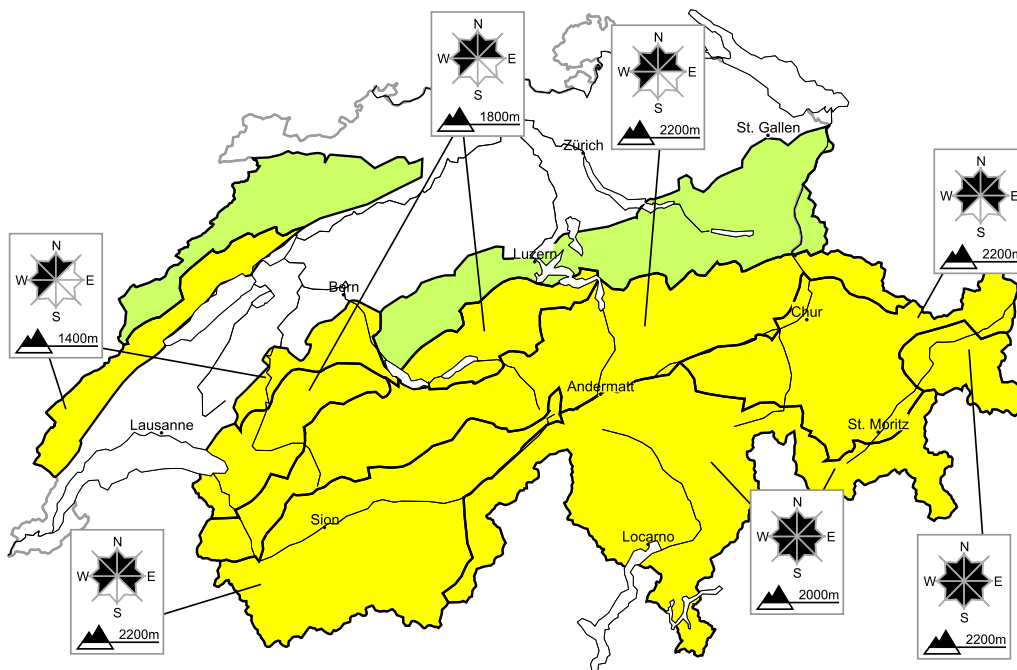 N
W E
S
1800m
N
W E
S
2200m
St. Gallen
Zürich
N
W E
S
2200m
N
W E
S
1400m
Luzern
Bern
Chur
Andermatt
Lausanne
St. Moritz
N
W E
S
2000m
Sion
Locarno
N
W E
S
2200m
N
W E
S
2200m